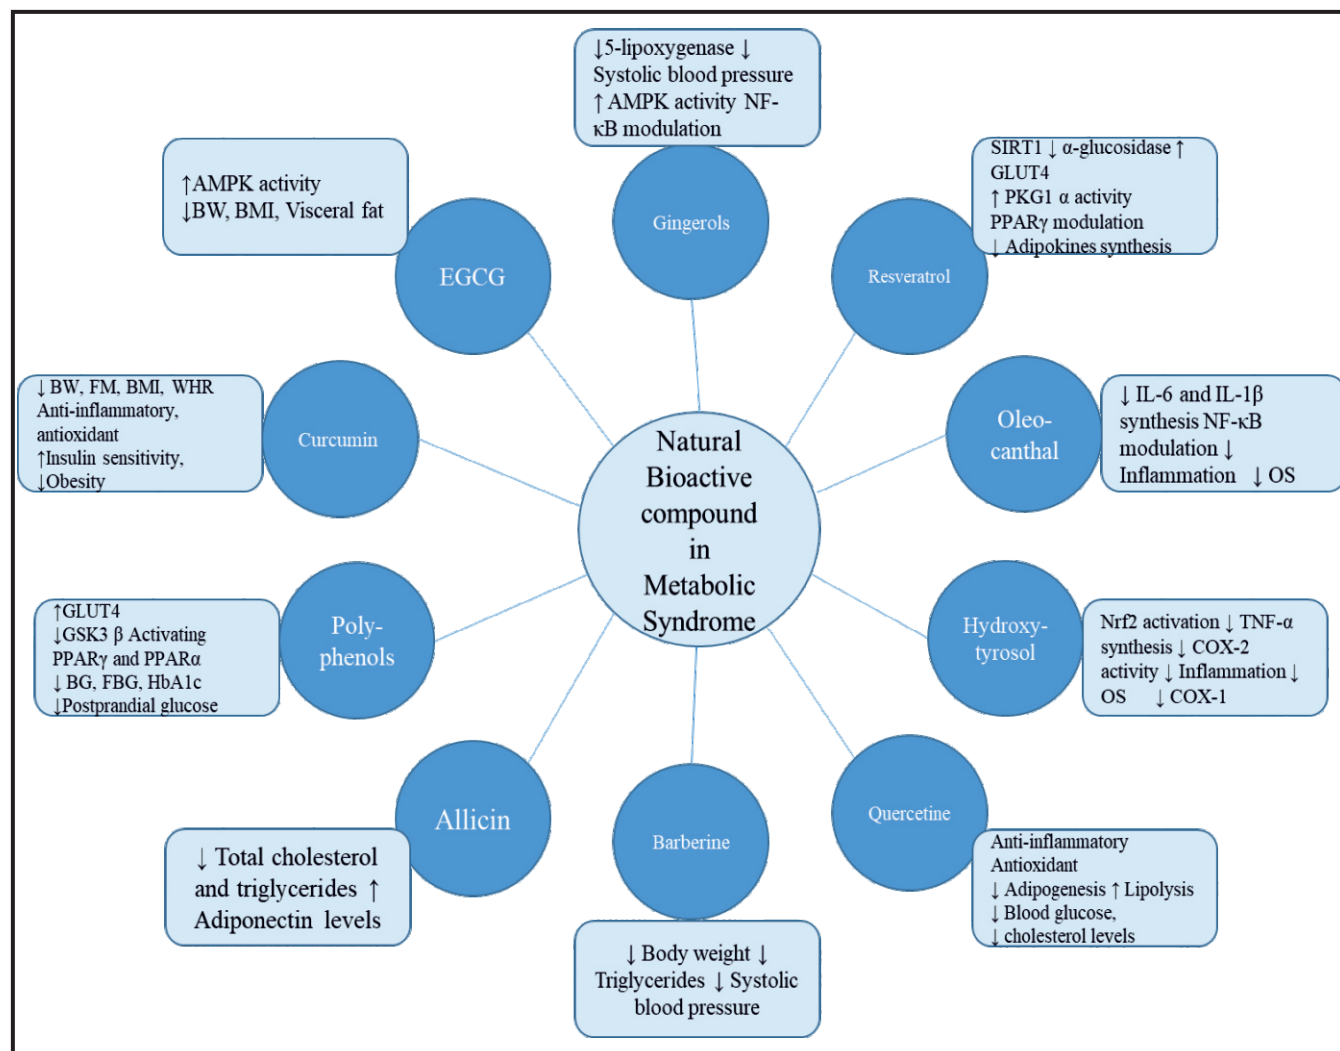 ↓5-lipoxygenase ↓
Systolic blood pressure
↑ AMPK activity NF-
κB modulation
Gingerols
SIRT1 ↓ α-glucosidase ↑
GLUT4
↑ PKG1 α activity
PPARγ modulation
↓ Adipokines synthesis
Resveratrol
↓ IL-6 and IL-1β
synthesis NF-κB
modulation ↓
Inflammation ↓ OS
Oleo-
canthal
Nrf2 activation ↓ TNF-α
synthesis ↓ COX-2
activity ↓ Inflammation ↓
OS ↓ COX-1
Hydroxy-
tyrosol
Quercetine
Anti-inflammatory
Antioxidant
↓ Adipogenesis ↑ Lipolysis
↓ Blood glucose,
↓ cholesterol levels
Barberine
↓ Body weight ↓
Triglycerides ↓ Systolic
blood pressure
Allicin
↓ Total cholesterol
and triglycerides ↑
Adiponectin levels
Poly-
phenols
↑GLUT4
↓GSK3 β Activating
PPARγ and PPARα
↓ BG, FBG, HbA1c
↓Postprandial glucose
Curcumin
↓ BW, FM, BMI, WHR
Anti-inflammatory,
antioxidant
↑Insulin sensitivity,
↓Obesity
EGCG
↑AMPK activity
↓BW, BMI, Visceral fat
Natural
Bioactive
compound
in
Metabolic
Syndrome